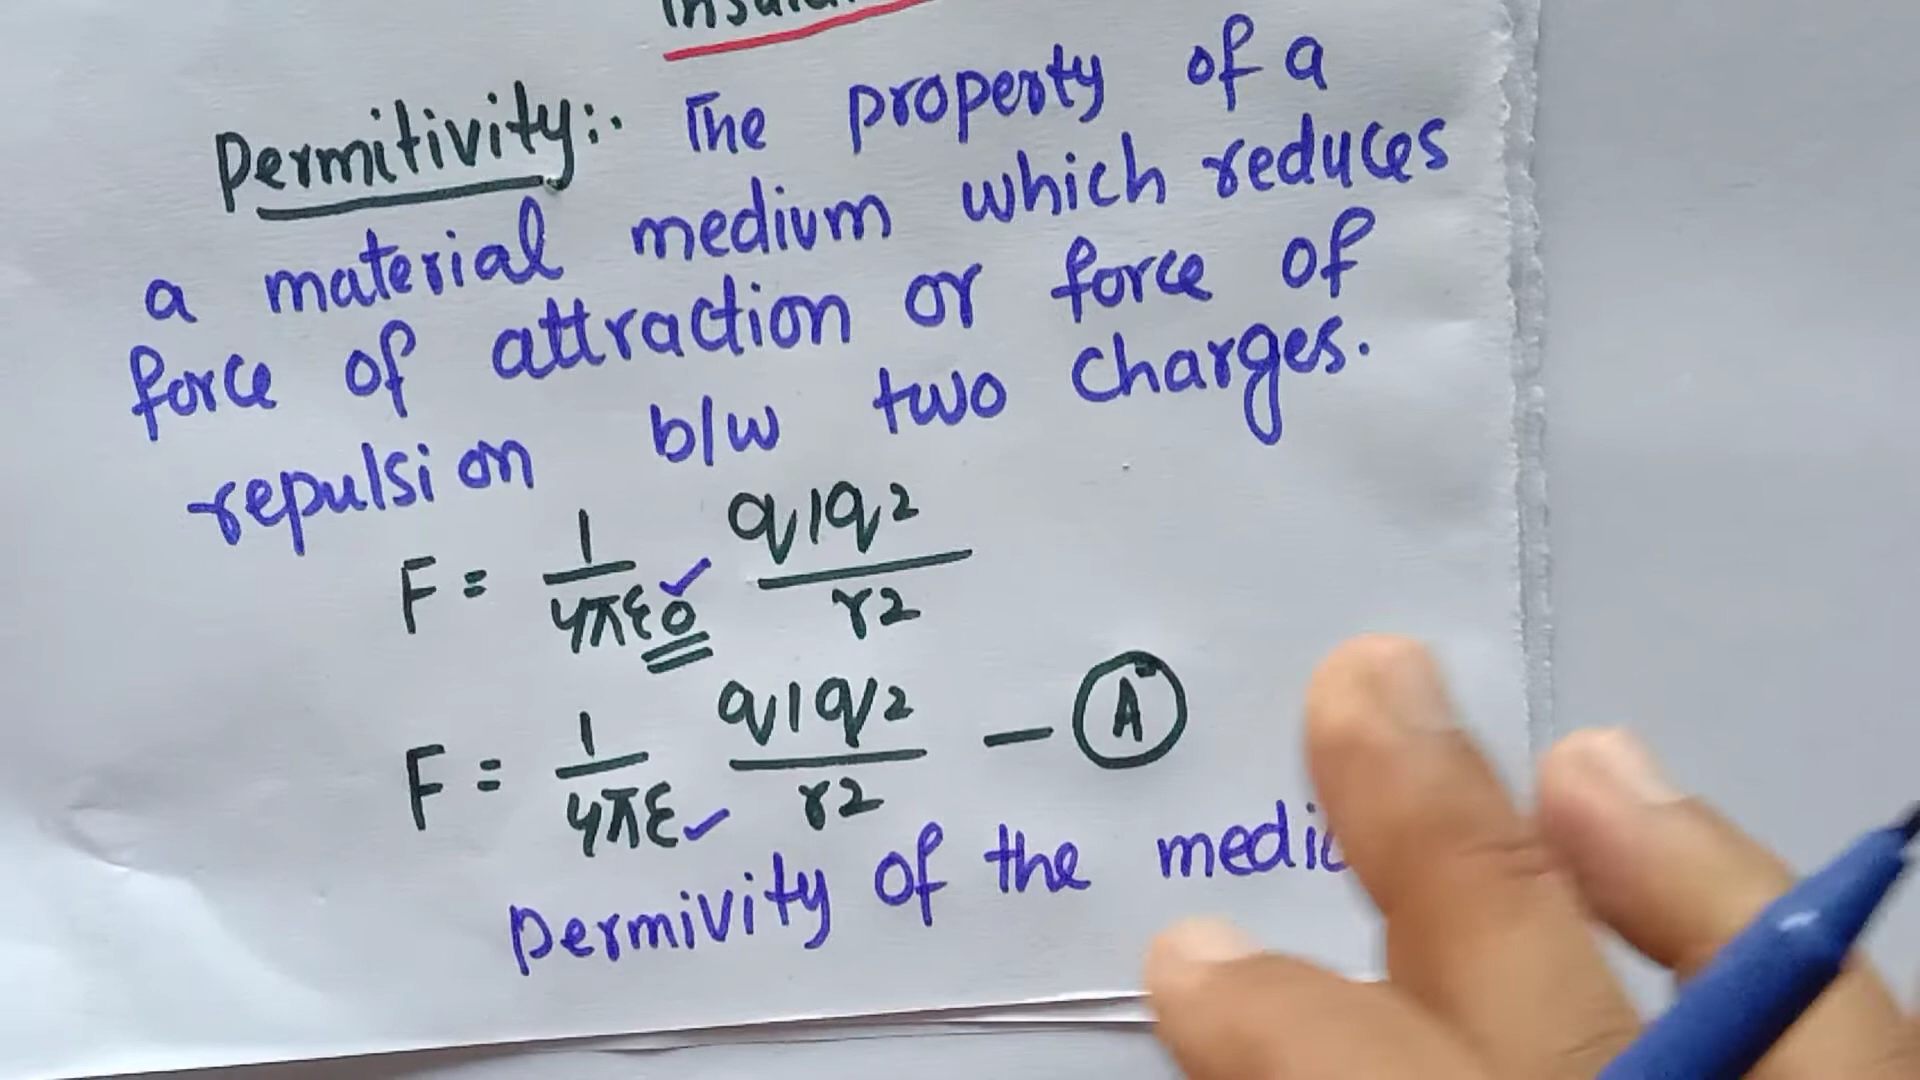 Permitivity:. The property of a
a material medium which reduces
force of attraction or force of
repulsion b/w two charges.
F = 1/4πε0 q1q2/r2
F = 1/4πε q1q2/r2 — A
Permivity of the